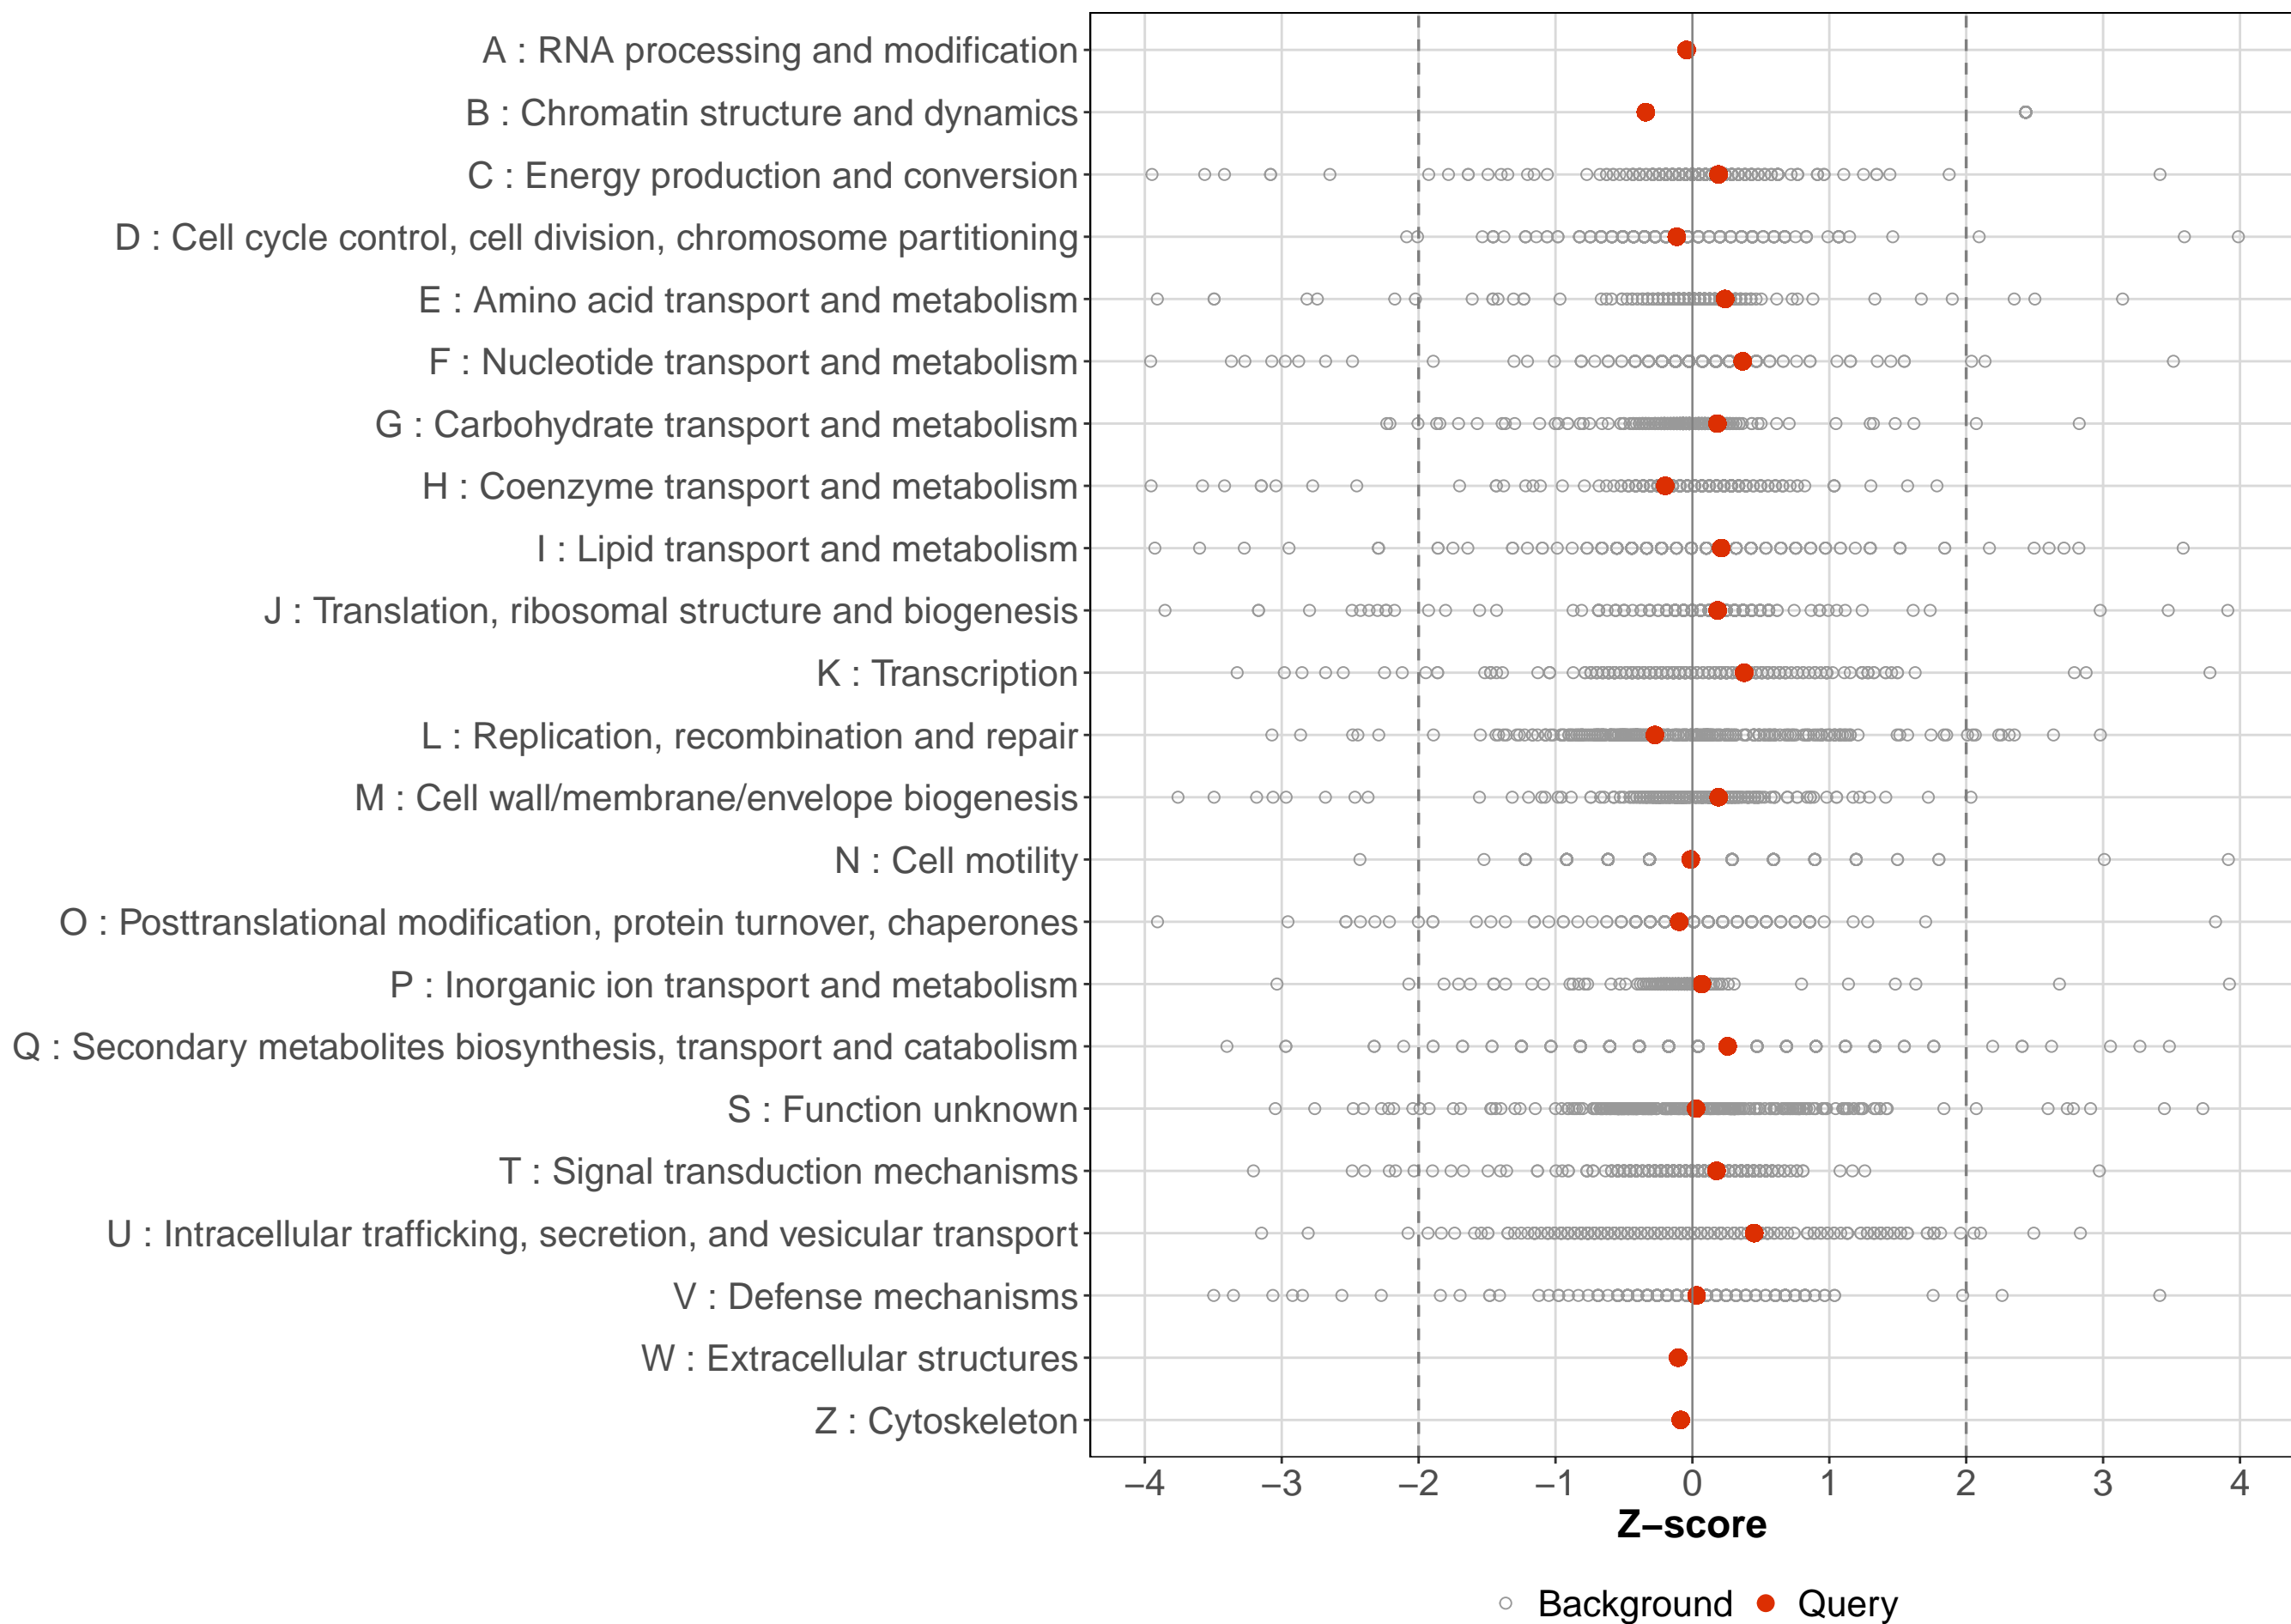 A : RNA processing and modification
B : Chromatin structure and dynamics
C : Energy production and conversion
D : Cell cycle control, cell division, chromosome partitioning
E : Amino acid transport and metabolism
F : Nucleotide transport and metabolism
G : Carbohydrate transport and metabolism
H : Coenzyme transport and metabolism
I : Lipid transport and metabolism
J : Translation, ribosomal structure and biogenesis
K : Transcription
L : Replication, recombination and repair
M : Cell wall/membrane/envelope biogenesis
N : Cell motility
O : Posttranslational modification, protein turnover, chaperones
P : Inorganic ion transport and metabolism
Q : Secondary metabolites biosynthesis, transport and catabolism
S : Function unknown
T : Signal transduction mechanisms
U : Intracellular trafficking, secretion, and vesicular transport
V : Defense mechanisms
W : Extracellular structures
Z : Cytoskeleton
−4 −3 −2 −1 0 1 2 3 4
Z−score
Background Query